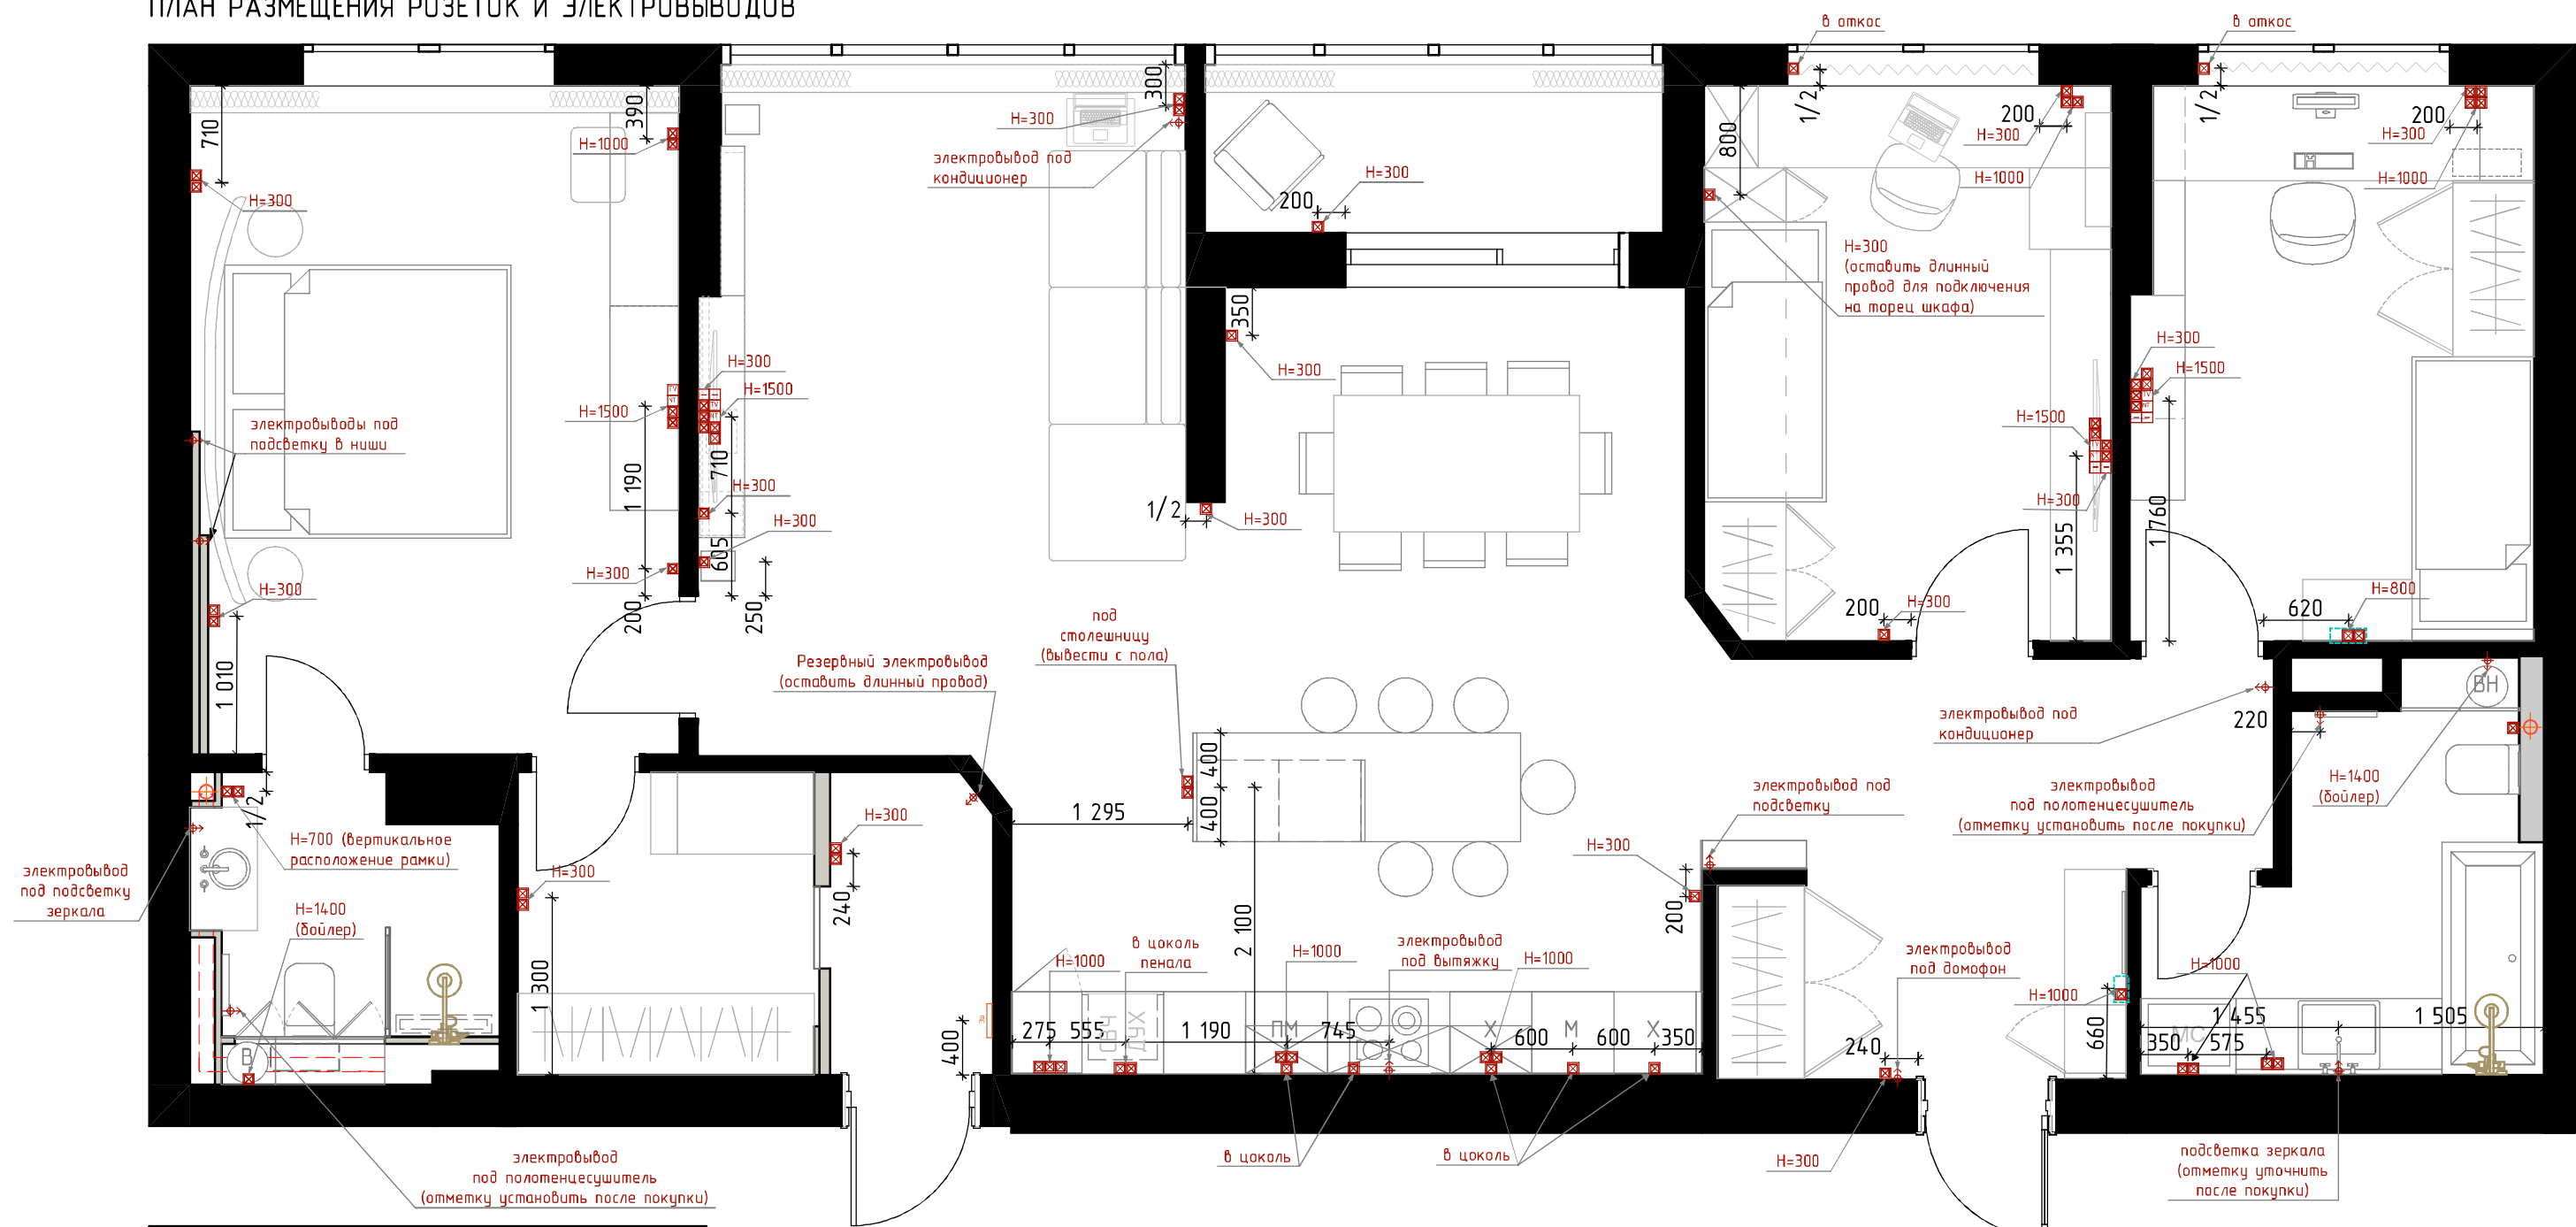 ПЛАН РАЗМЕЩЕНИЯ РОЗЕТОК И ЭЛЕКТРОВЫВОДОВ
в откос
в откос
710
H=300
390
H=1000
300
H=300
электровывод под
кондиционер
H=300
200
1/2
800
200
H=300
H=1000
1/2
200
H=300
H=1000
H=300
(оставить длинный
провод для подключения
на торец шкафа)
350
H=300
H=300
H=1500
H=300
H=1500
710
H=1500
1 190
H=300
электровыводы под
подсветку в ниши
H=1500
H=300
1 355
1 760
1/2
H=300
H=300
605
250
H=300
200
H=300
1 010
200
H=300
H=800
620
под
столешницу
(вывести с пола)
Резервный электровывод
(оставить длинный провод)
электровывод под
кондиционер
220
ВН
400
400
1 295
1/2
H=700 (вертикальное
расположение рамки)
электровывод
под подсветку
зеркала
H=1400
(бойлер)
В
H=300
1 300
H=300
240
400
электровывод под
подсветку
электровывод
под полотенцесушитель
(отметку установить после покупки)
H=1400
(бойлер)
H=300
200
2 100
H=1000
в цоколь
пенала
H=1000
электровывод
под вытяжку
H=1000
275
555
1 190
ПМ
745
Х
600
М
600
Х
350
электровывод
под домофон
H=1000
660
240
H=1000
МС
1 455
1 505
350
575
в цоколь
в цоколь
H=300
электровывод
под полотенцесушитель
(отметку установить после покупки)
подсветка зеркала
(отметку уточнить
после покупки)